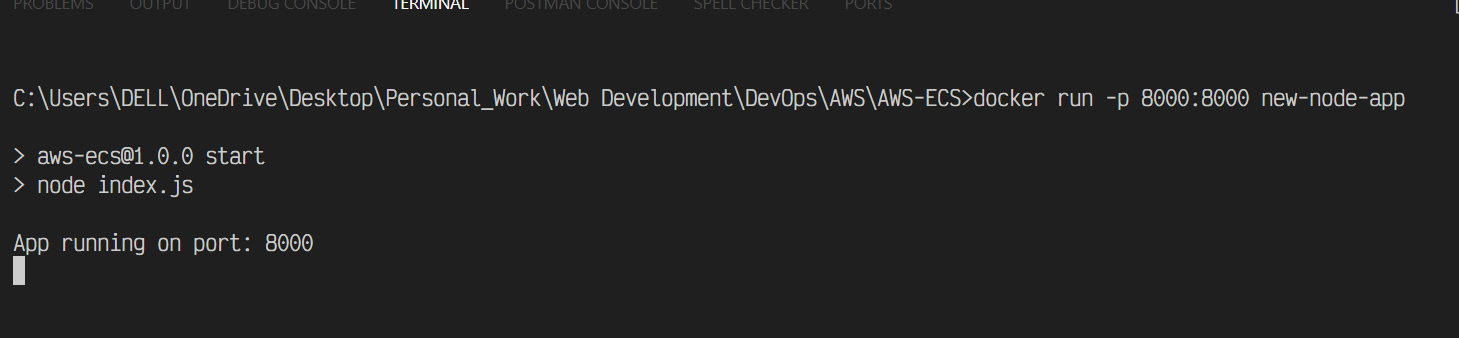 PROBLEMS OUTPUT DEBUG CONSOLE TERMINAL POSTMAN CONSOLE SPELL CHECKER PORTS
C:\Users\DELL\OneDrive\Desktop\Personal_Work\Web Development\DevOps\AWS\AWS-ECS>docker run -p 8000:8000 new-node-app
> aws-ecs@1.0.0 start
> node index.js
App running on port: 8000